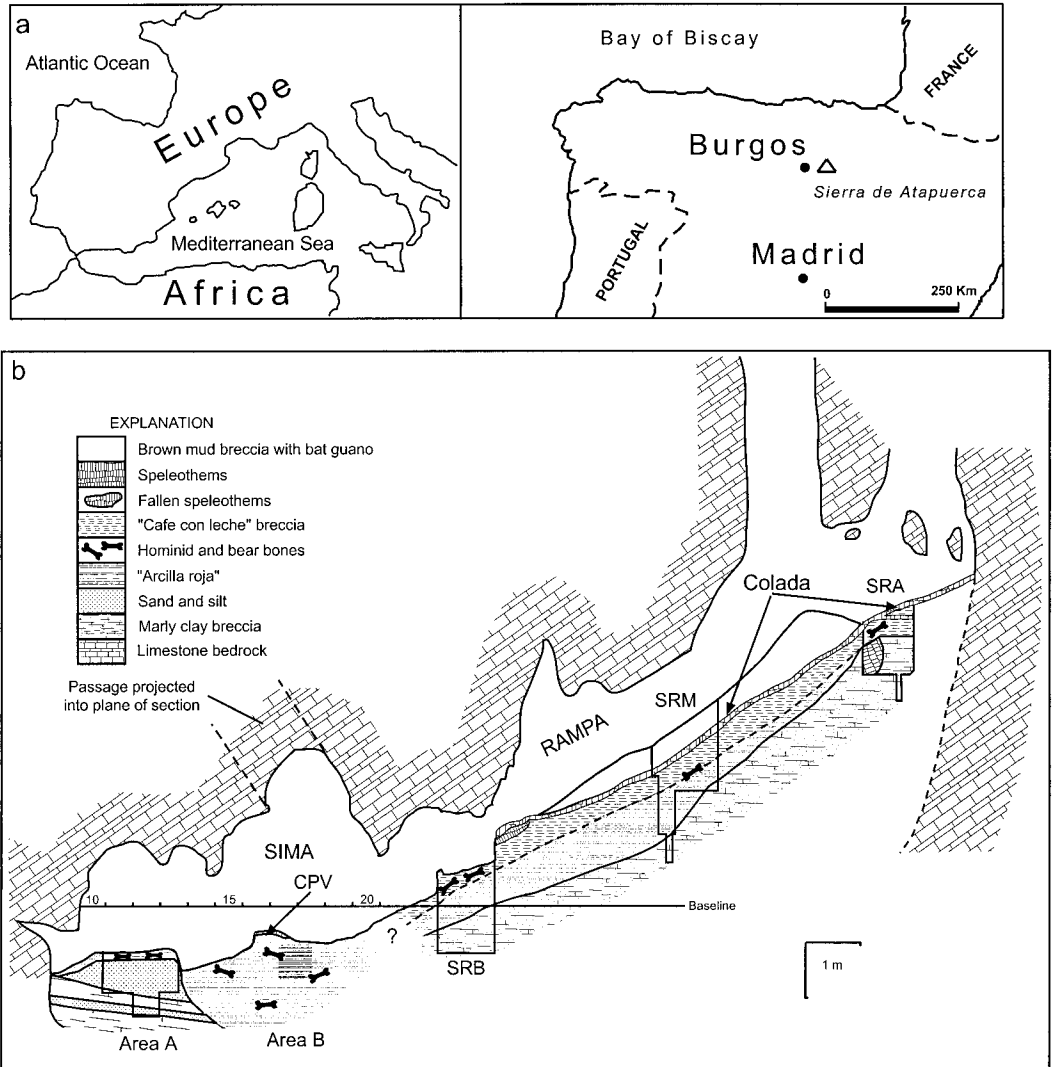 a
Atlantic Ocean
Europe
Mediterranean Sea
Africa
Bay of Biscay
FRANCE
Burgos
Sierra de Atapuerca
PORTUGAL
Madrid
0 250 Km
b
EXPLANATION
Brown mud breccia with bat guano
Speleothems
Fallen speleothems
"Cafe con leche" breccia
Hominid and bear bones
"Arcilla roja"
Sand and silt
Marly clay breccia
Limestone bedrock
Passage projected
into plane of section
Colada
SRA
SRM
RAMPA
SIMA
CPV
10 15 20
Baseline
?
SRB
1 m
Area A
Area B